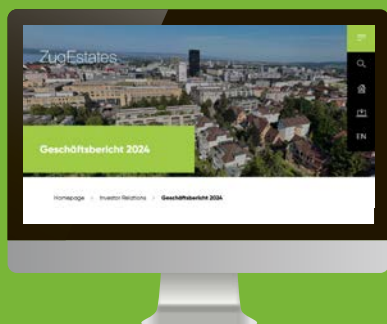 ZugEstates
EN
Geschäftsbericht 2024
Homepage > Investor Relations > Geschäftsbericht 2024